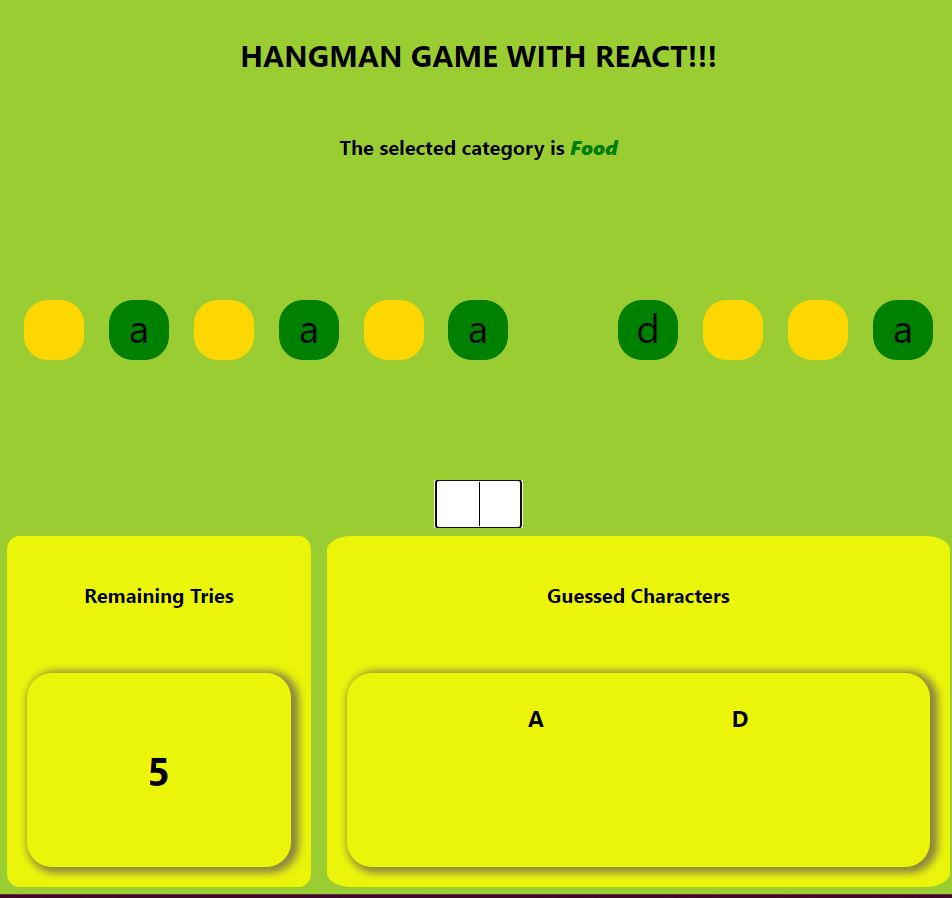 HANGMAN GAME WITH REACT!!!
The selected category is Food
a a a d a
Remaining Tries
Guessed Characters
A D
5